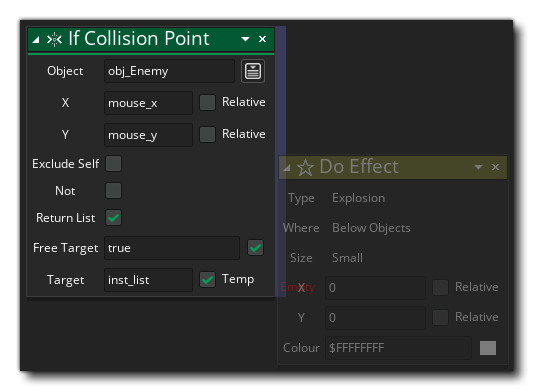 If Collision Point
Object obj_Enemy
X mouse_x Relative
Y mouse_y Relative
Exclude Self
Not
Return List
Free Target true
Target inst_list Temp
Do Effect
Type Explosion
Where Below Objects
Size Small
Empty
X 0 Relative
Y 0 Relative
Colour $FFFFFFFF